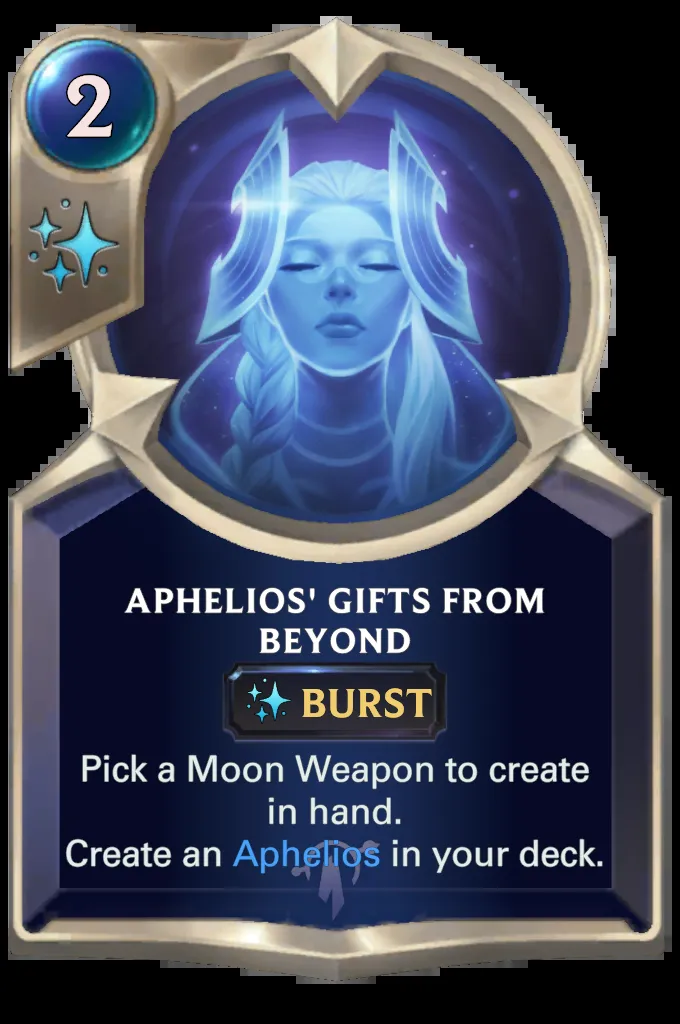 2
APHELIOS' GIFTS FROM
BEYOND
BURST
Pick a Moon Weapon to create
in hand.
Create an Aphelios in your deck.